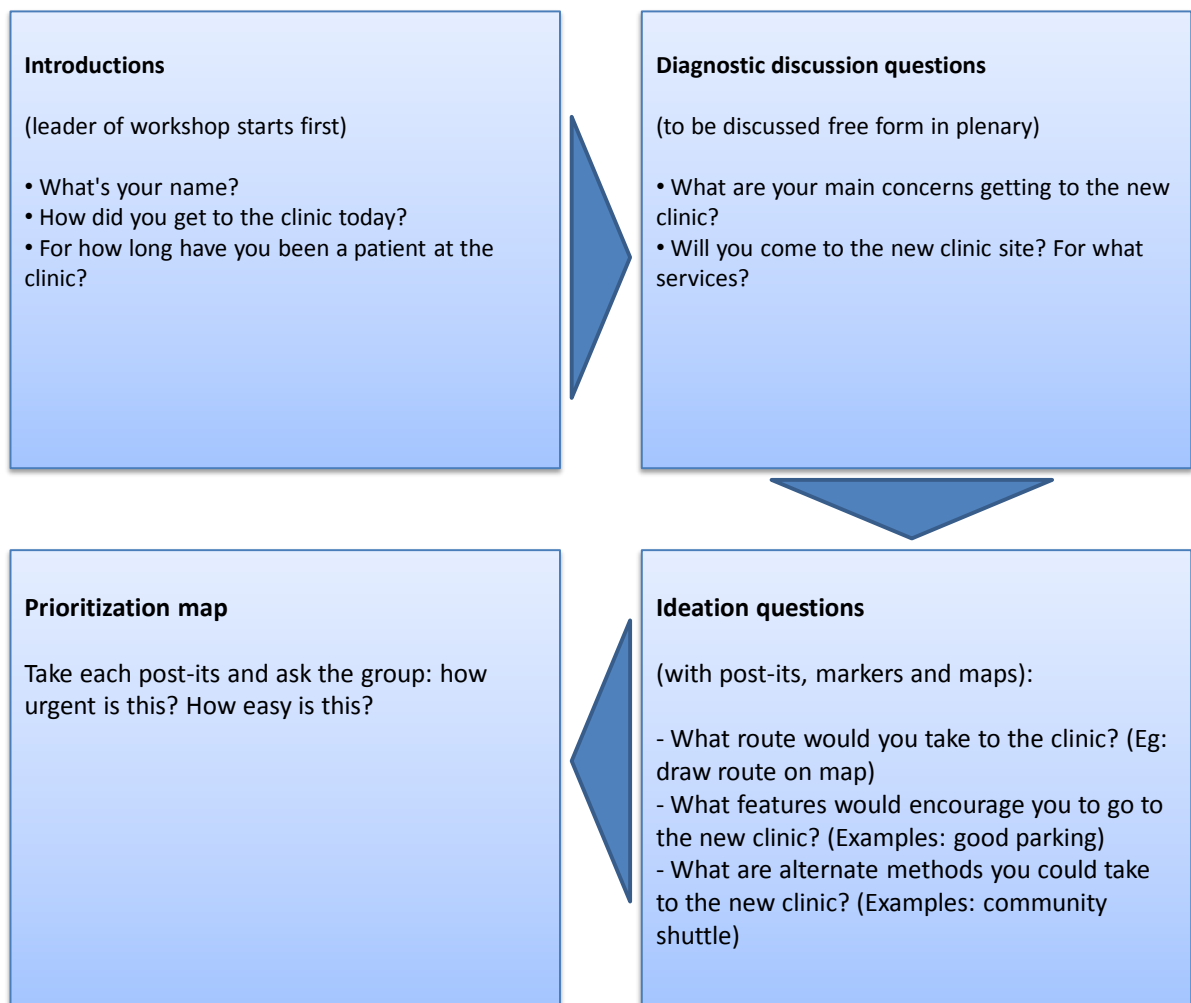 Introductions
(leader of workshop starts first)
• What's your name?
• How did you get to the clinic today?
• For how long have you been a patient at the
clinic?
Diagnostic discussion questions
(to be discussed free form in plenary)
• What are your main concerns getting to the new
clinic?
• Will you come to the new clinic site? For what
services?
Ideation questions
(with post-its, markers and maps):
- What route would you take to the clinic? (Eg:
draw route on map)
- What features would encourage you to go to
the new clinic? (Examples: good parking)
- What are alternate methods you could take
to the new clinic? (Examples: community
shuttle)
Prioritization map
Take each post-its and ask the group: how
urgent is this? How easy is this?